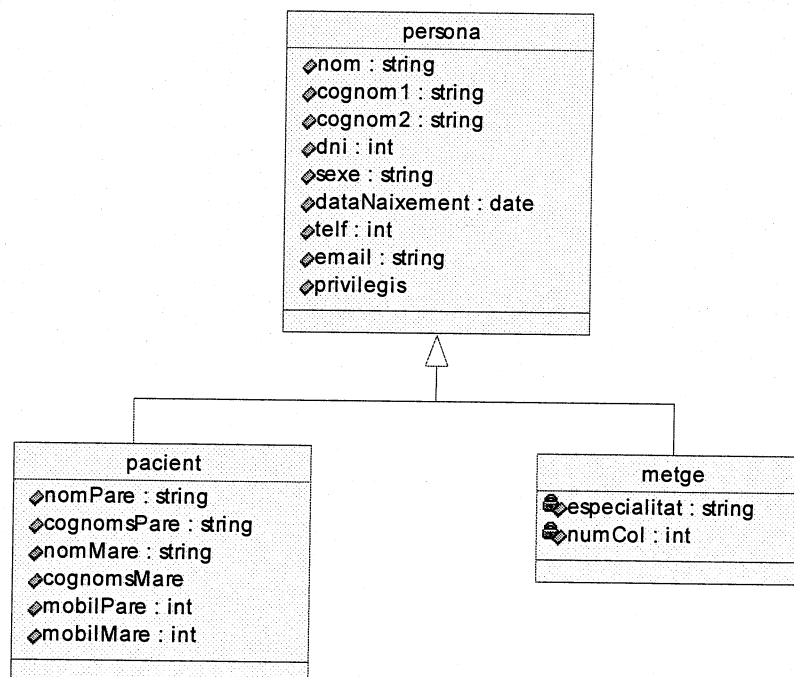 persona
nom : string
cognom1 : string
cognom2 : string
dni : int
sexe : string
dataNaixement : date
telf : int
email : string
privilegis
pacient
nomPare : string
cognomsPare : string
nomMare : string
cognomsMare
mobilPare : int
mobilMare : int
metge
especialitat : string
numCol : int